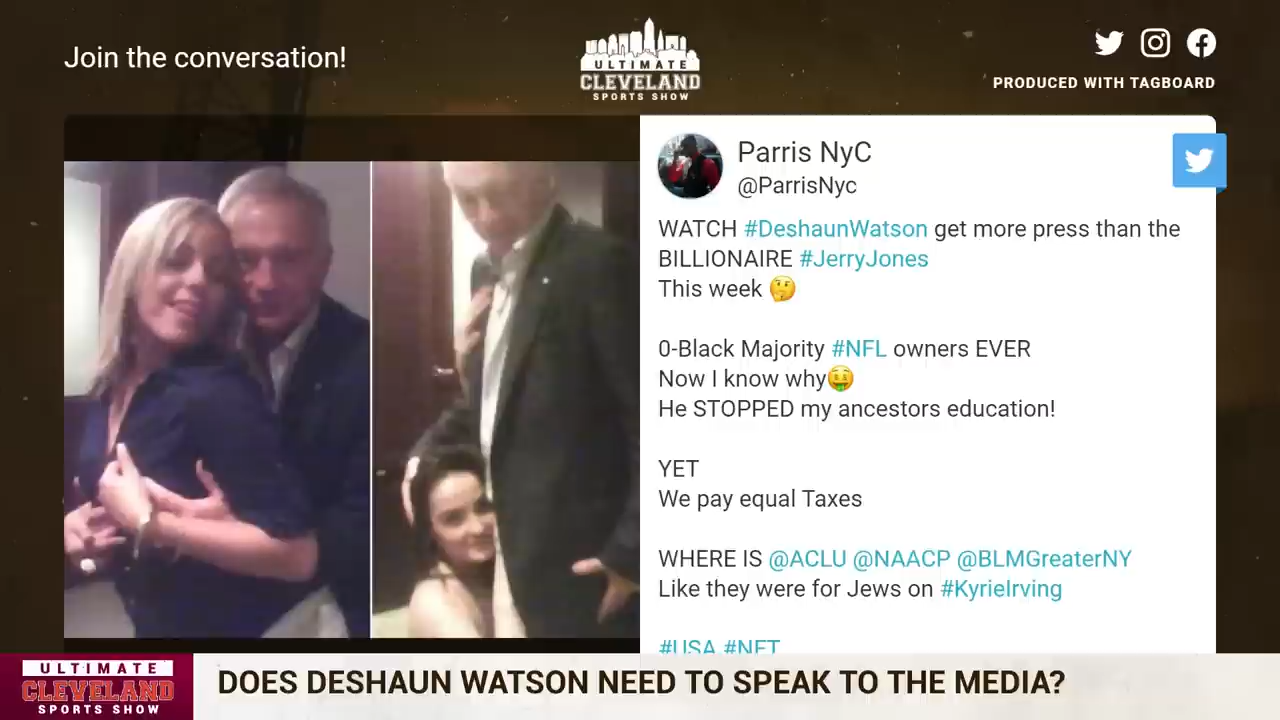 Join the conversation!
ULTIMATE
CLEVELAND
SPORTS SHOW
PRODUCED WITH TAGBOARD
Parris NyC
@ParrisNyc
WATCH #DeshaunWatson get more press than the
BILLIONAIRE #JerryJones
This week 🤔
0-Black Majority #NFL owners EVER
Now I know why🤑
He STOPPED my ancestors education!
YET
We pay equal Taxes
WHERE IS @ACLU @NAACP @BLMGreaterNY
Like they were for Jews on #KyrieIrving
#USA #NFT
ULTIMATE
CLEVELAND
SPORTS SHOW
DOES DESHAUN WATSON NEED TO SPEAK TO THE MEDIA?